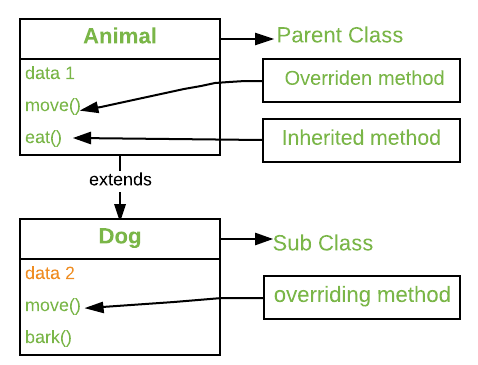 Animal
Parent Class
data 1
Overriden method
move()
eat()
Inherited method
extends
Dog
Sub Class
data 2
move()
overriding method
bark()